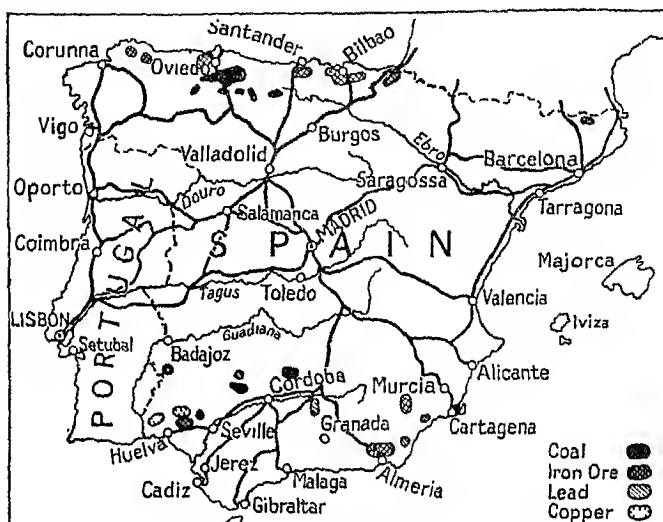 Santander
Corunna
Oviedo
Bilbao
Vigo
Burgos
Ebro
Valladolid
Barcelona
Saragossa
Oporto
Douro
Salamanca
Tarragona
MADRID
Coimbra
SPAIN
PORTUGAL
Majorca
Tagus
Toledo
Valencia
LISBON
Iviza
Setubal
Guadiana
Badajoz
Alicante
Cordoba
Murcia
Granada
Cartagena
Huelva
Seville
Jerez
Cadiz
Malaga
Almeria
Gibraltar
Coal
Iron Ore
Lead
Copper